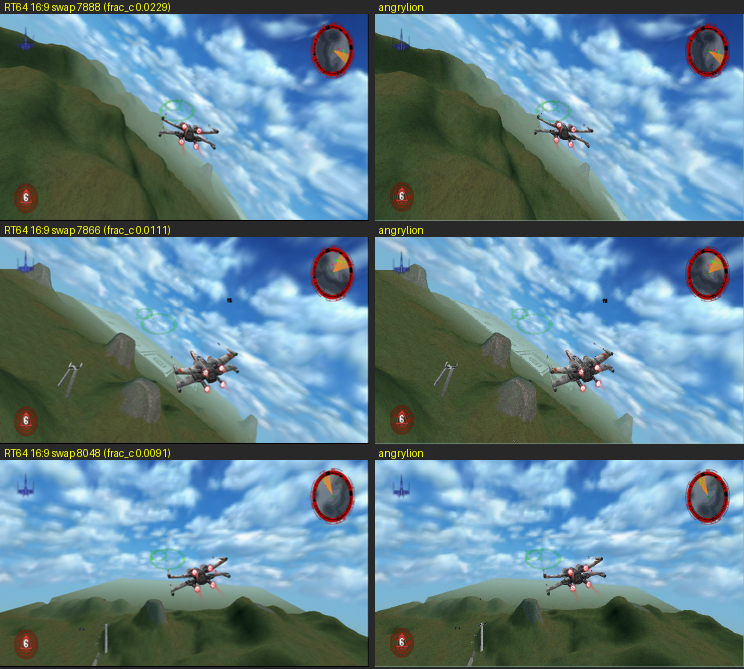 RT64 16:9 swap 7888 (frac_c 0.0229)
angrylion
6
6
RT64 16:9 swap 7866 (frac_c 0.0111)
angrylion
6
6
RT64 16:9 swap 8048 (frac_c 0.0091)
angrylion
6
6